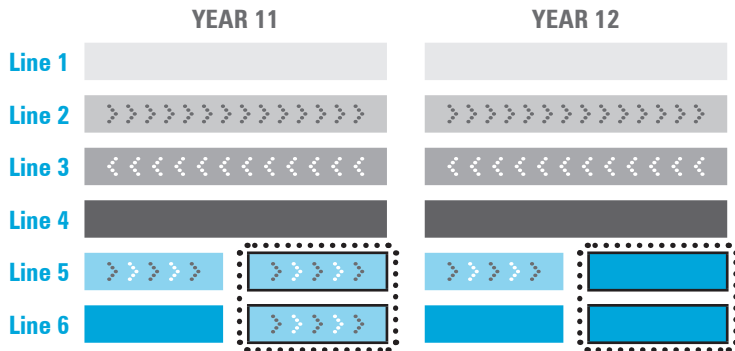 YEAR 11 YEAR 12
Line 1
Line 2
Line 3
Line 4
Line 5
Line 6